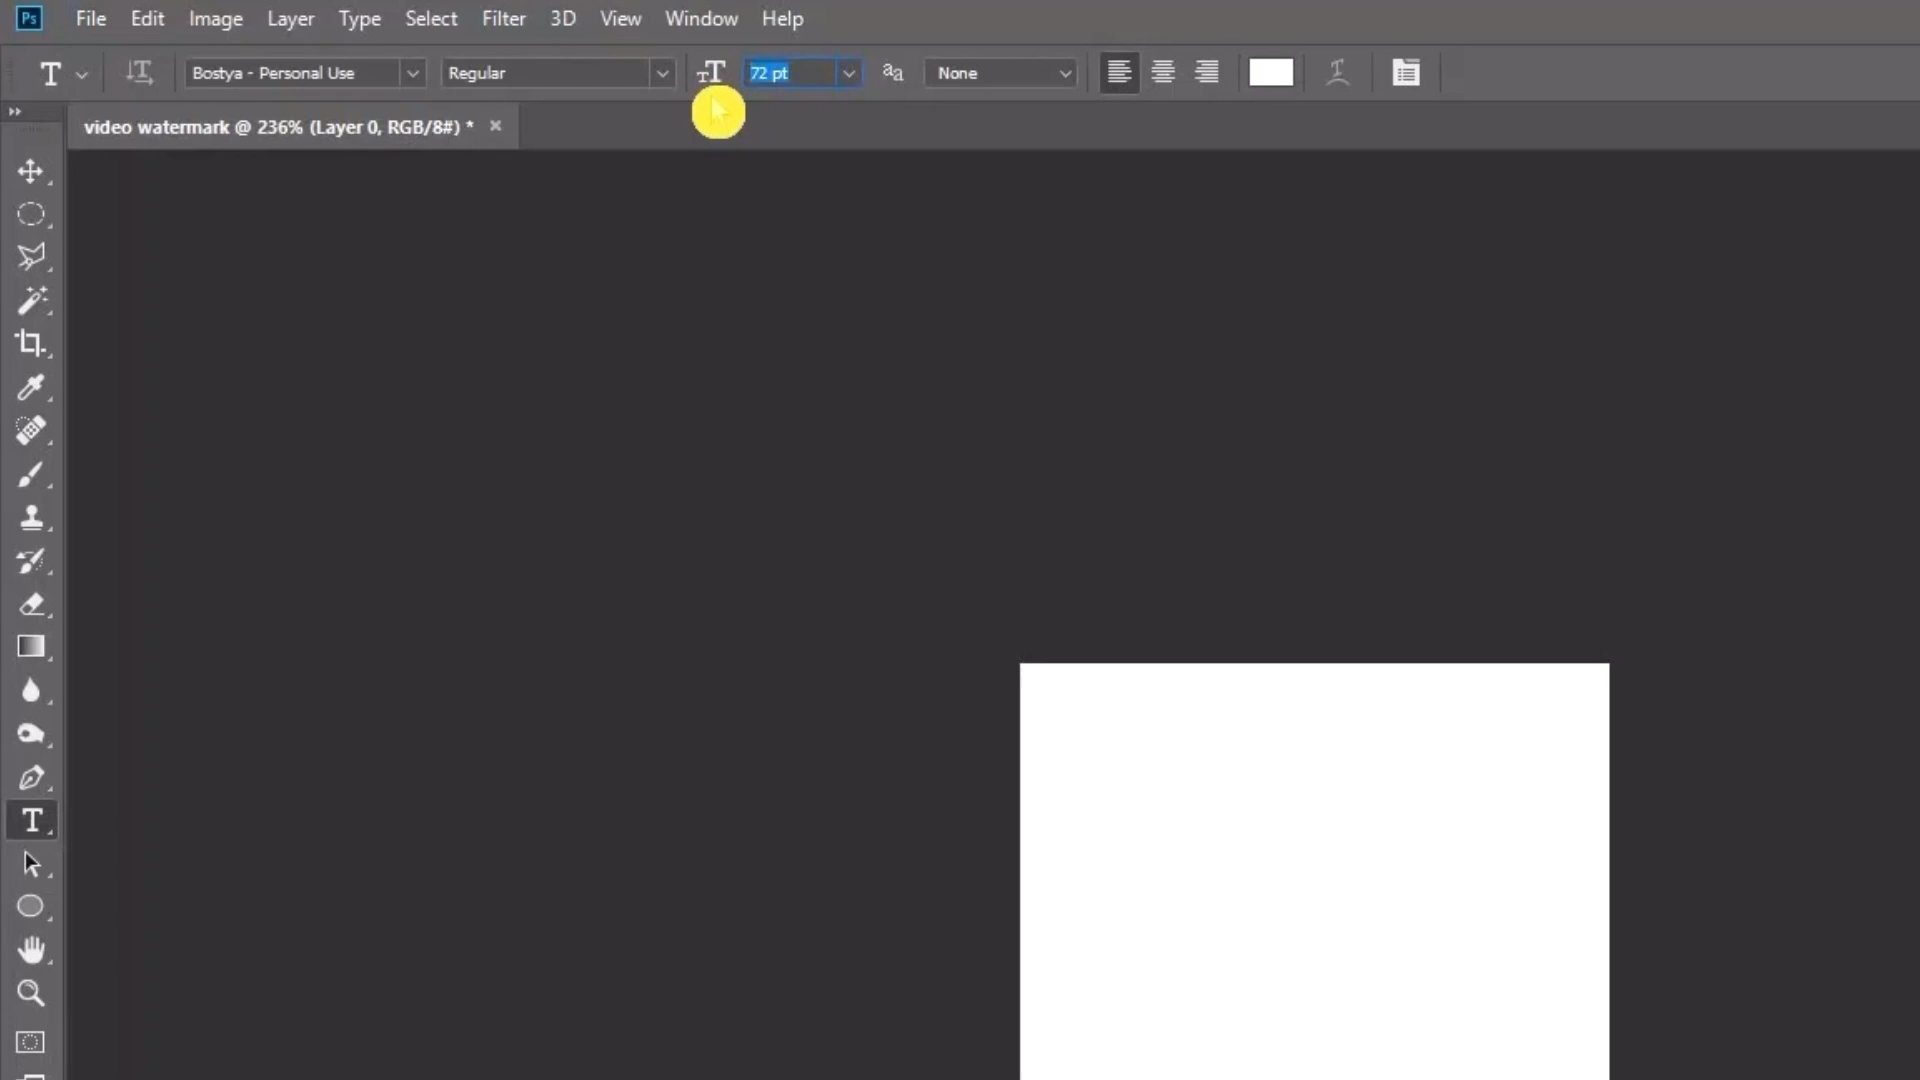 Ps File Edit Image Layer Type Select Filter 3D View Window Help
T Bostya - Personal Use Regular 72 pt aa None
video watermark @ 236% (Layer 0, RGB/8#) * ×
T